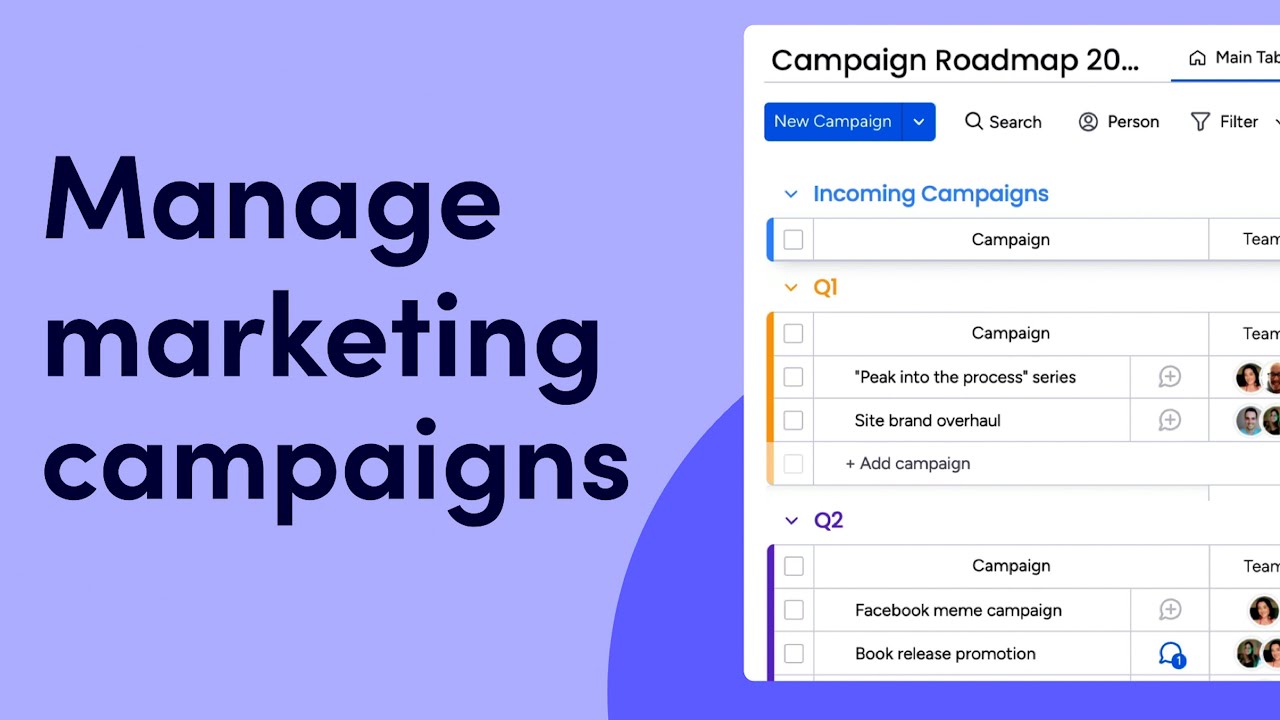 Manage
marketing
campaigns
Campaign Roadmap 20...
Main Tab
New Campaign
Search
Person
Filter
Incoming Campaigns
Campaign
Team
Q1
Campaign
Team
"Peak into the process" series
Site brand overhaul
+ Add campaign
Q2
Campaign
Team
Facebook meme campaign
Book release promotion
1